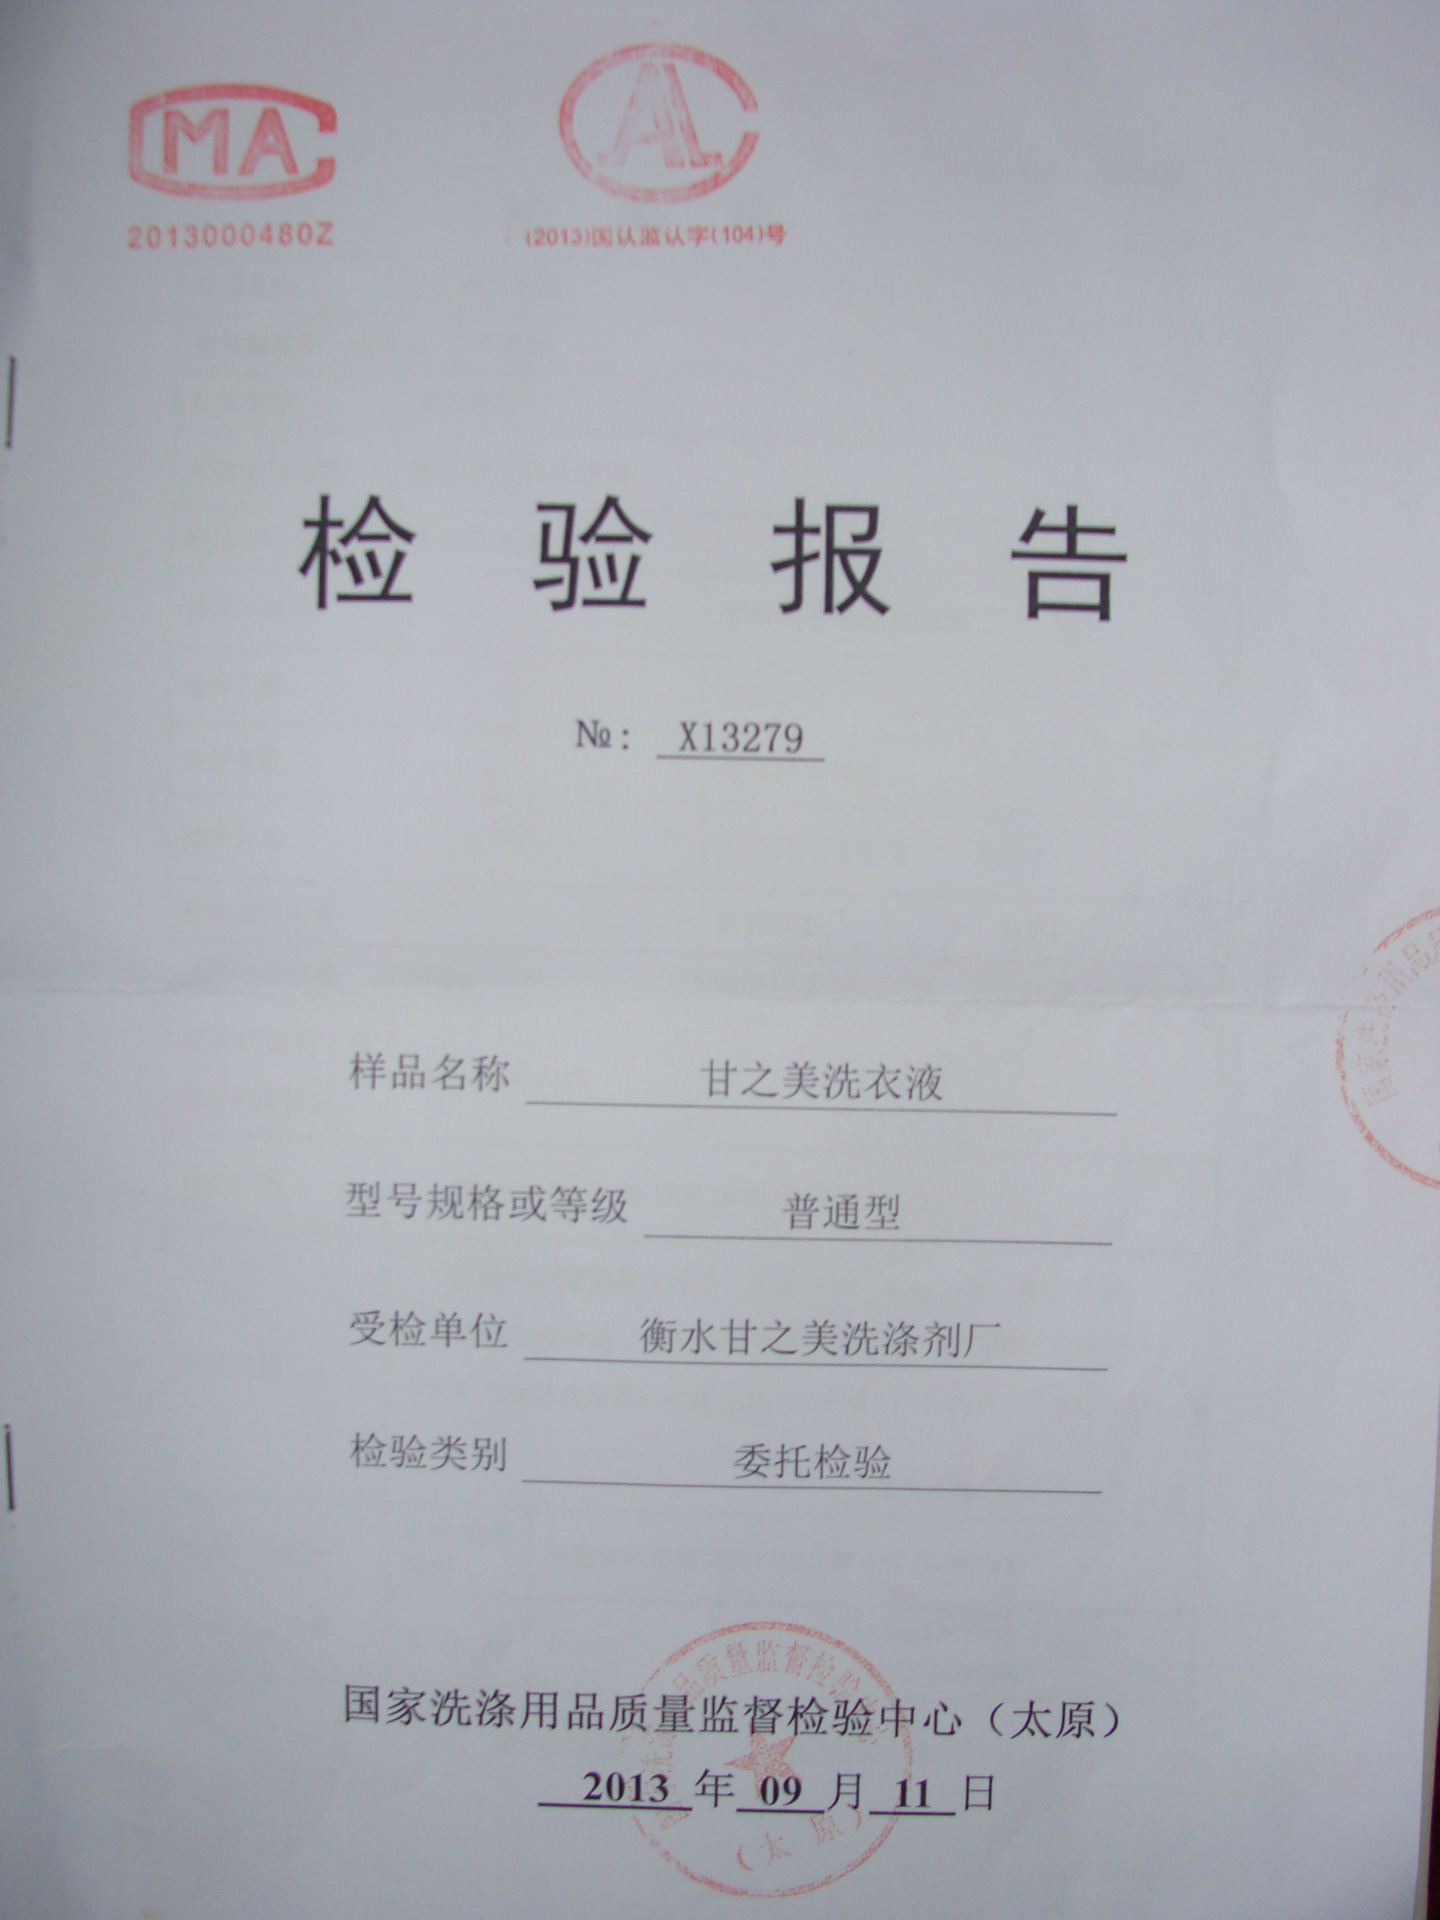 CMA
CAL
2013000480Z
(2013)国认监认字(104)号
检验报告
№: X13279
样品名称 甘之美洗衣液
型号规格或等级 普通型
受检单位 衡水甘之美洗涤剂厂
检验类别 委托检验
国家洗涤用品质量监督检验中心（太原）
2013 年 09 月 11 日
（太原）